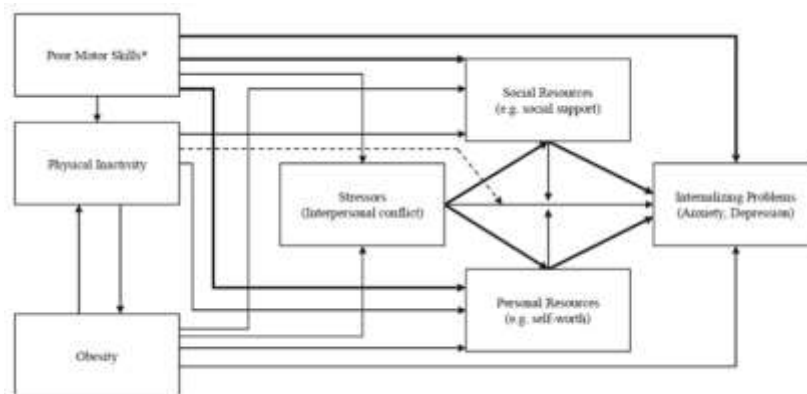 Poor Motor Skills*
Social Resources
(e.g. social support)
Physical Inactivity
Stressors
(Interpersonal conflict)
Internalizing Problems
(Anxiety, Depression)
Personal Resources
(e.g. self-worth)
Obesity